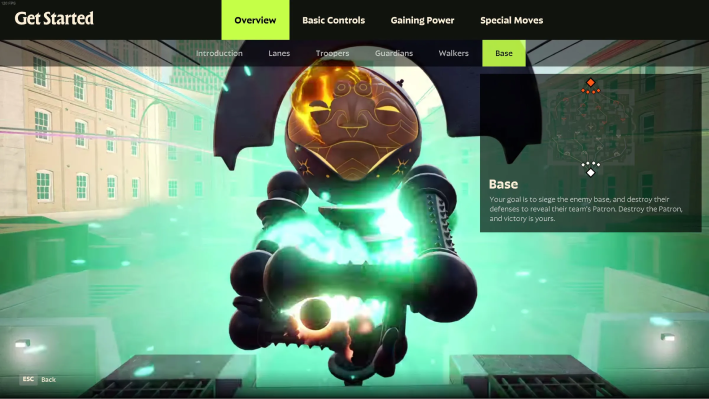 Get Started
Overview
Basic Controls
Gaining Power
Special Moves
Introduction
Lanes
Troopers
Guardians
Walkers
Base
Base
Your goal is to siege the enemy base, and destroy their
defenses to reveal their team's Patron. Destroy the Patron,
and victory is yours.
ESC Back